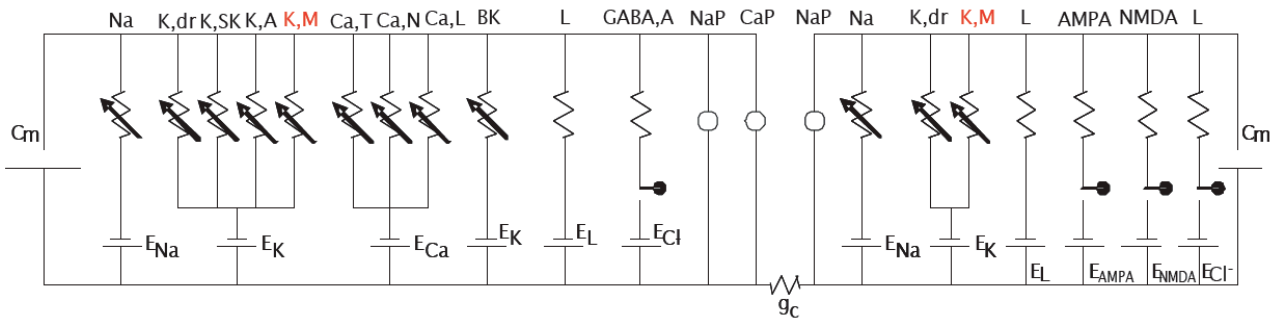 Na K,dr K,SK K,A K,M Ca,T Ca,N Ca,L BK L GABA,A NaP CaP NaP Na K,dr K,M L AMPA NMDA L
Cm Cm
ENa EK ECa EK EL ECl ENa EK EL EAMPA ENMDA ECl-
gc